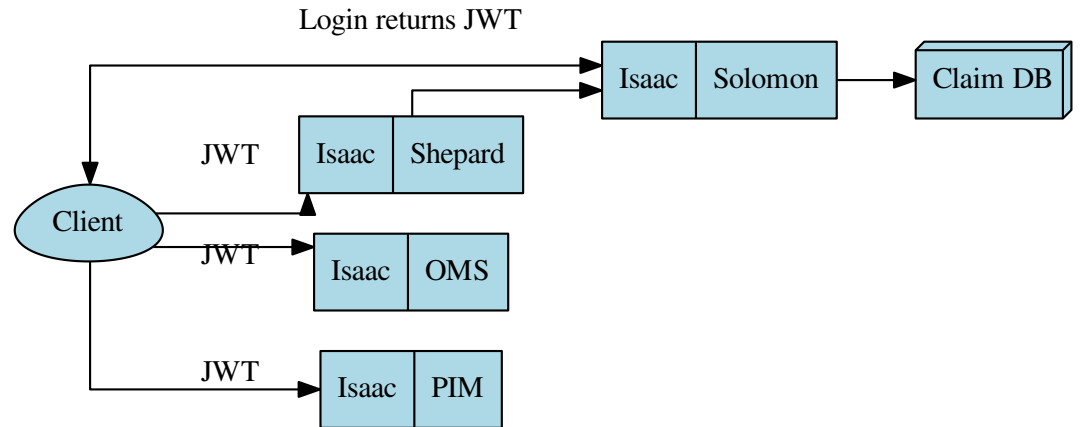 Login returns JWT
Isaac Solomon
Claim DB
JWT
Isaac Shepard
Client
JWT
Isaac OMS
JWT
Isaac PIM